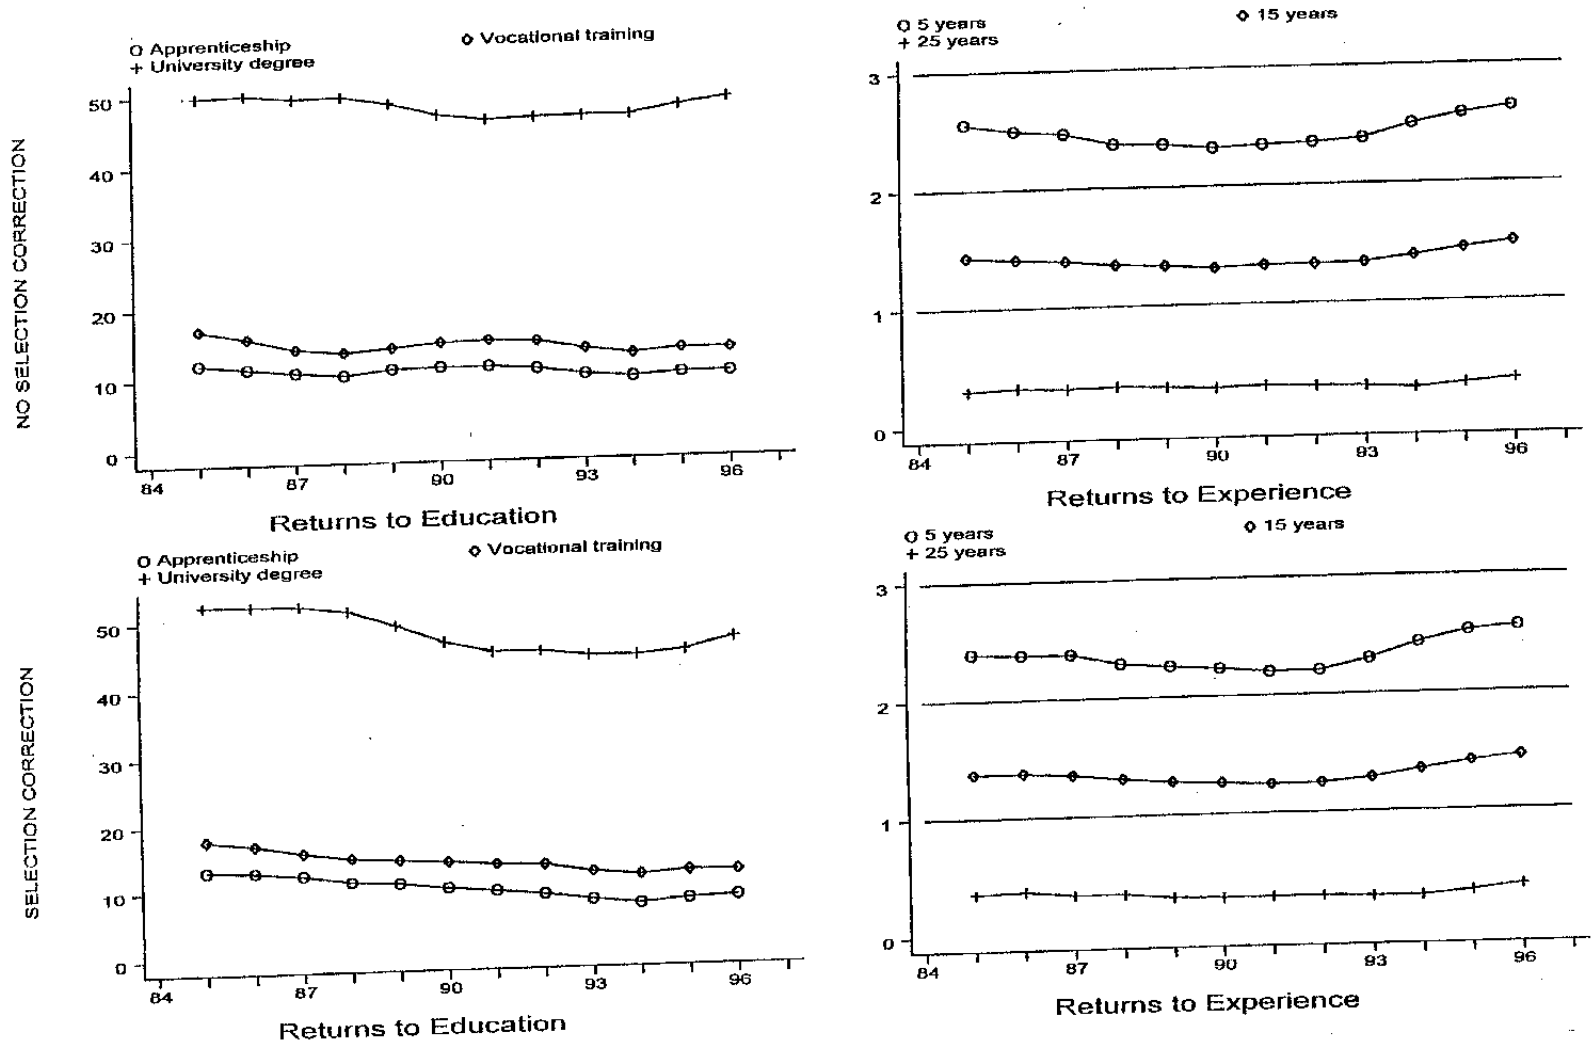 NO SELECTION CORRECTION
O Apprenticeship ◇ Vocational training
+ University degree
50
40
30
20
10
0
84 87 90 93 96
Returns to Education
O 5 years ◇ 15 years
+ 25 years
3
2
1
0
84 87 90 93 96
Returns to Experience
SELECTION CORRECTION
O Apprenticeship ◇ Vocational training
+ University degree
50
40
30
20
10
0
84 87 90 93 96
Returns to Education
O 5 years ◇ 15 years
+ 25 years
3
2
1
0
84 87 90 93 96
Returns to Experience